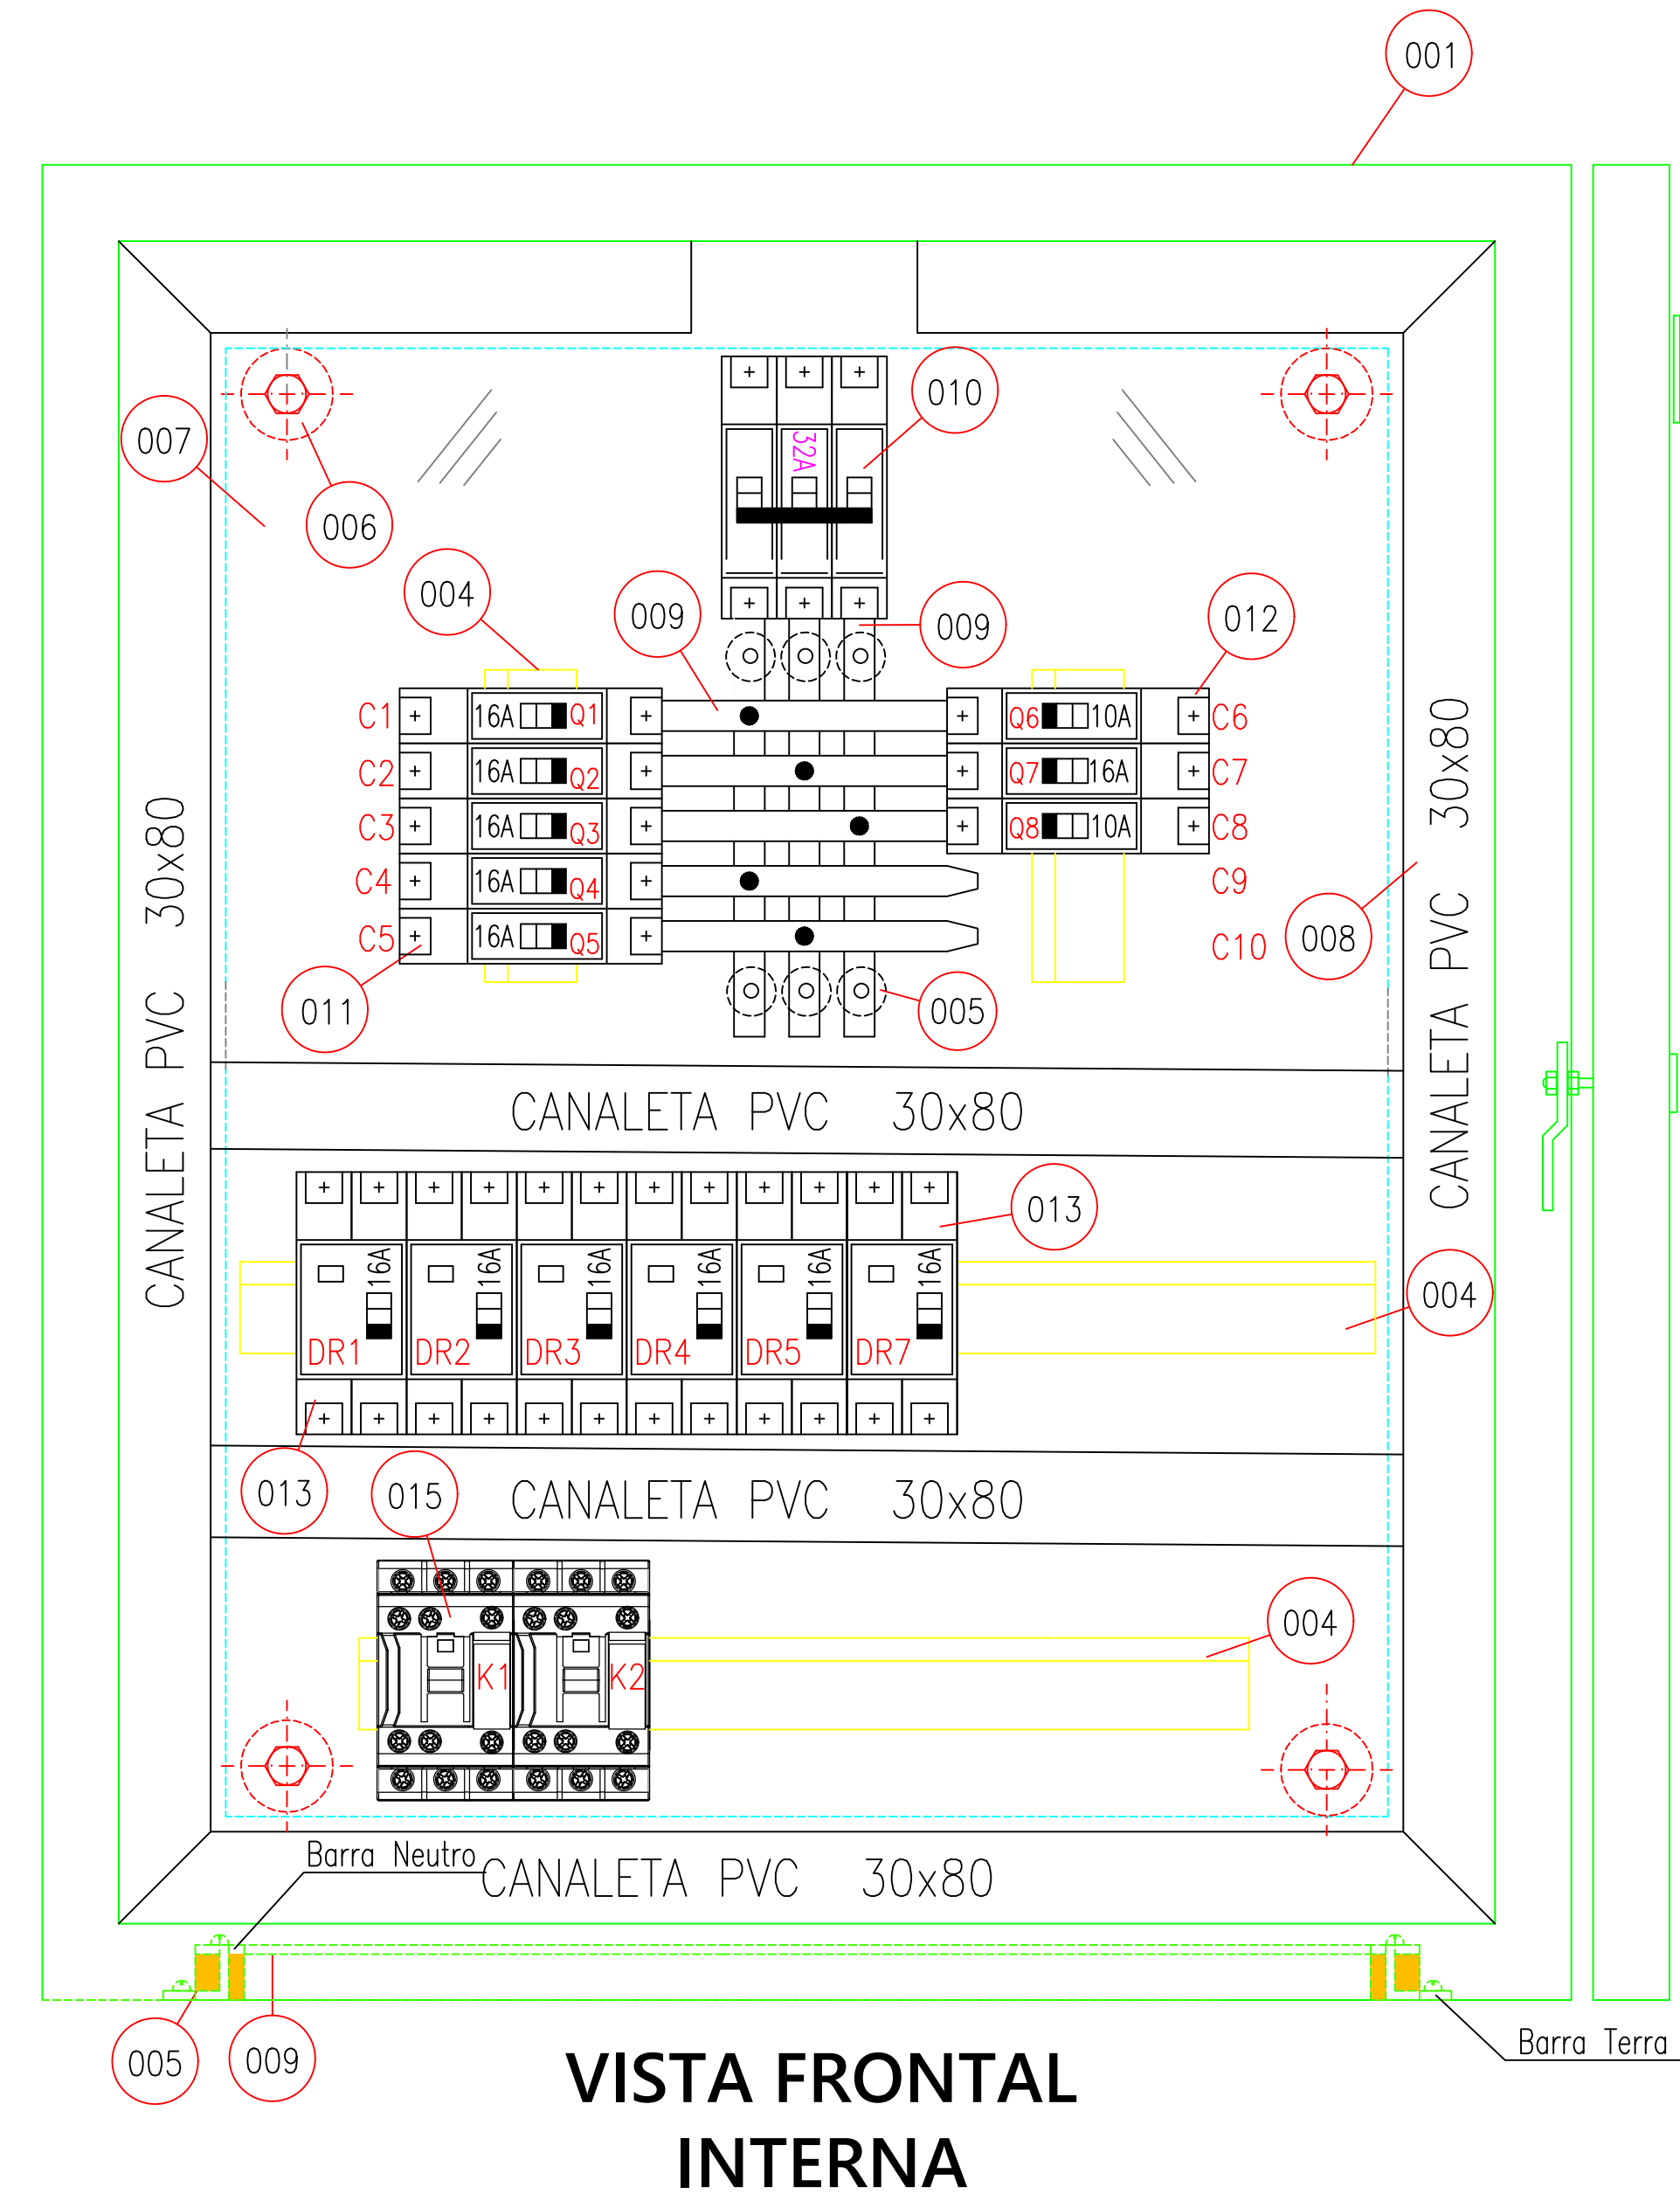 001
010
007
006
32A
004
009
009
012
C1 16A Q1 Q6 10A C6
C2 16A Q2 Q7 16A C7
C3 16A Q3 Q8 10A C8
C4 16A Q4 C9
C5 16A Q5 C10
008
011
005
CANALETA PVC 30x80
CANALETA PVC 30x80
CANALETA PVC 30x80
013
16A 16A 16A 16A 16A 16A
DR1 DR2 DR3 DR4 DR5 DR7
004
013
015
CANALETA PVC 30x80
004
K1 K2
Barra Neutro
CANALETA PVC 30x80
Barra Terra
005
009
VISTA FRONTAL
INTERNA